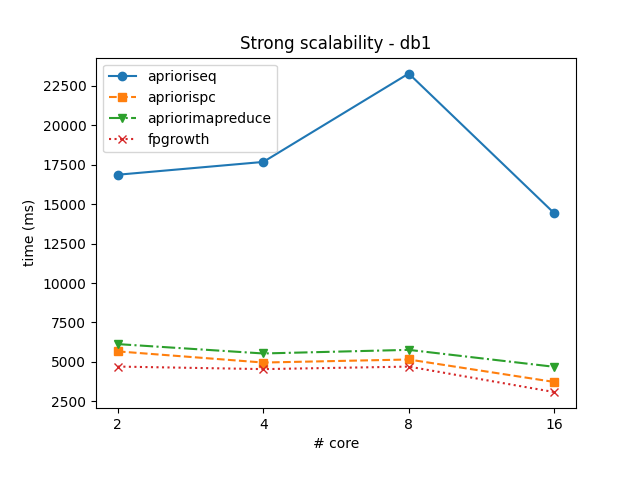 Strong scalability - db1
aprioriseq
apriorispc
apriorimapreduce
fpgrowth
22500
20000
17500
15000
12500
10000
7500
5000
2500
time (ms)
2 4 8 16
# core